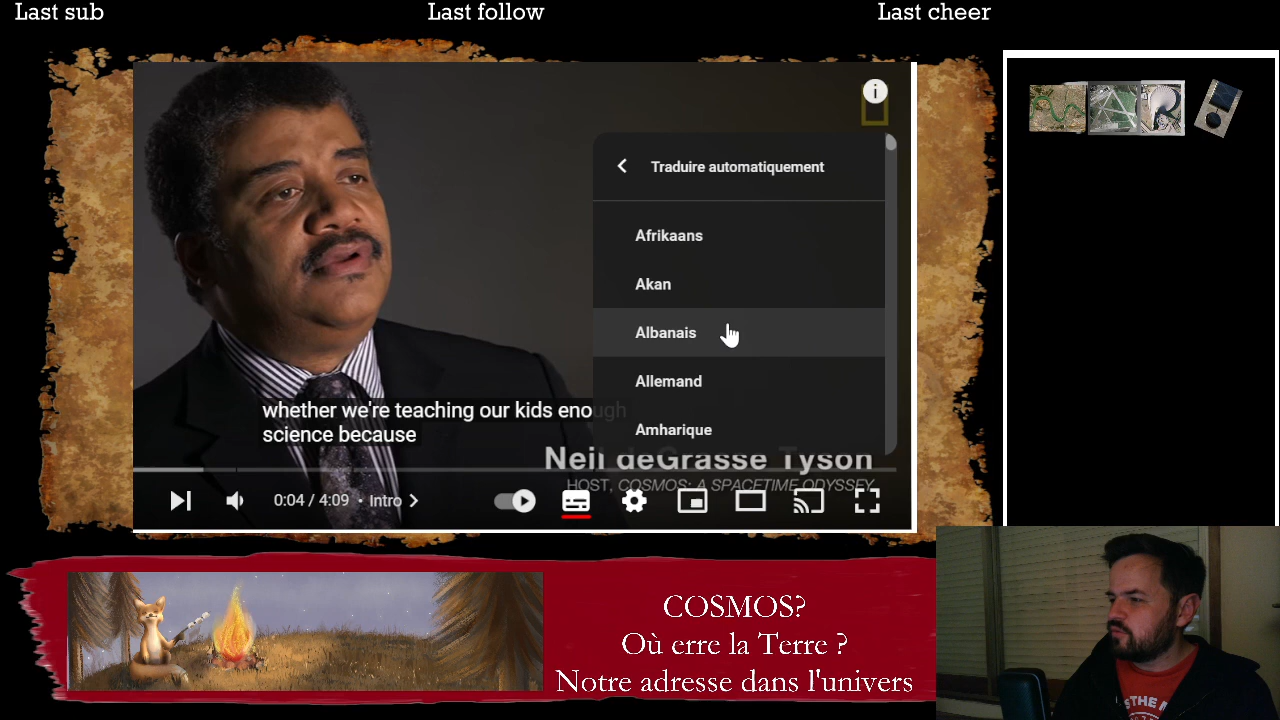 Last sub
Last follow
Last cheer
Traduire automatiquement
Afrikaans
Akan
Albanais
Allemand
Amharique
whether we're teaching our kids enough
science because
Neil deGrasse Tyson
HOST, COSMOS: A SPACETIME ODYSSEY
0:04 / 4:09 • Intro
COSMOS?
Où erre la Terre ?
Notre adresse dans l'univers